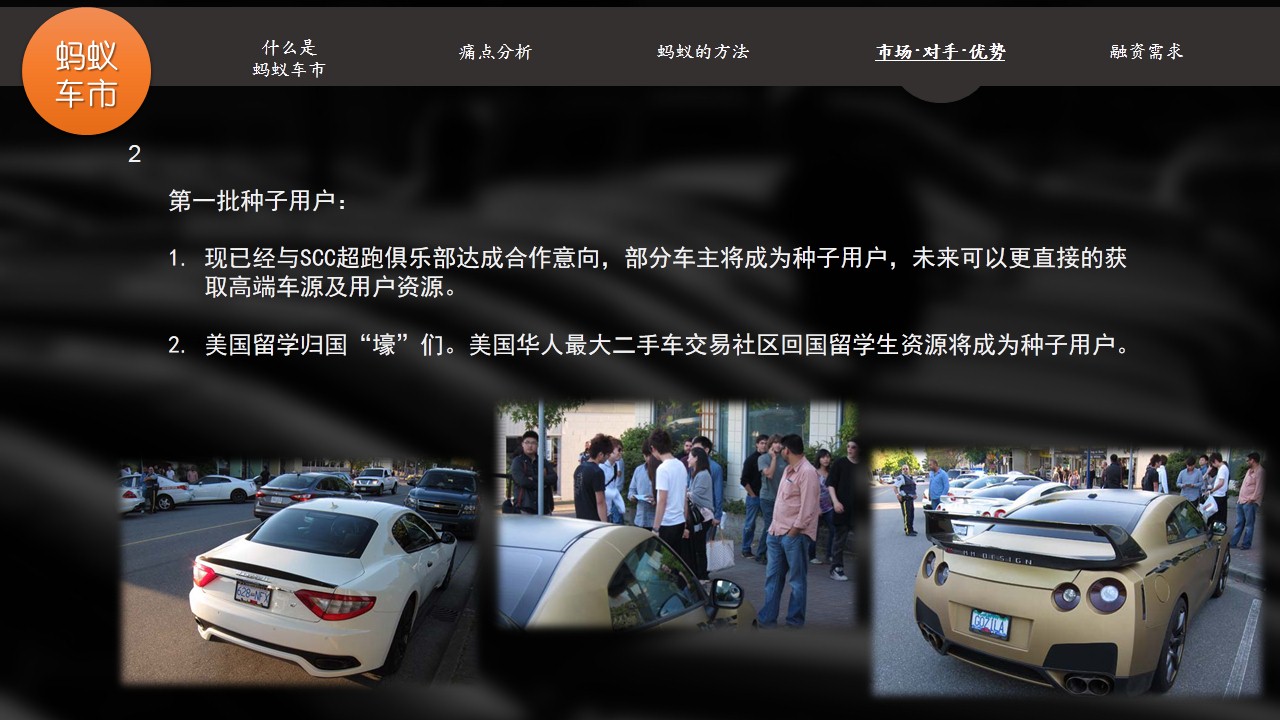 蚂蚁
车市
什么是
蚂蚁车市
痛点分析
蚂蚁的方法
市场·对手·优势
融资需求
2
第一批种子用户：
1. 现已经与SCC超跑俱乐部达成合作意向，部分车主将成为种子用户，未来可以更直接的获
取高端车源及用户资源。
2. 美国留学归国“壕”们。美国华人最大二手车交易社区回国留学生资源将成为种子用户。
MH DESIGN
GOZILA